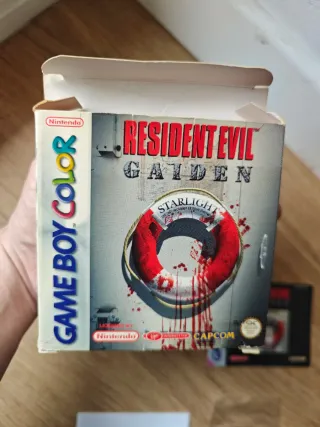 Nintendo
GAME BOY COLOR
RESIDENT EVIL
GAIDEN
STARLIGHT
Nintendo
CAPCOM